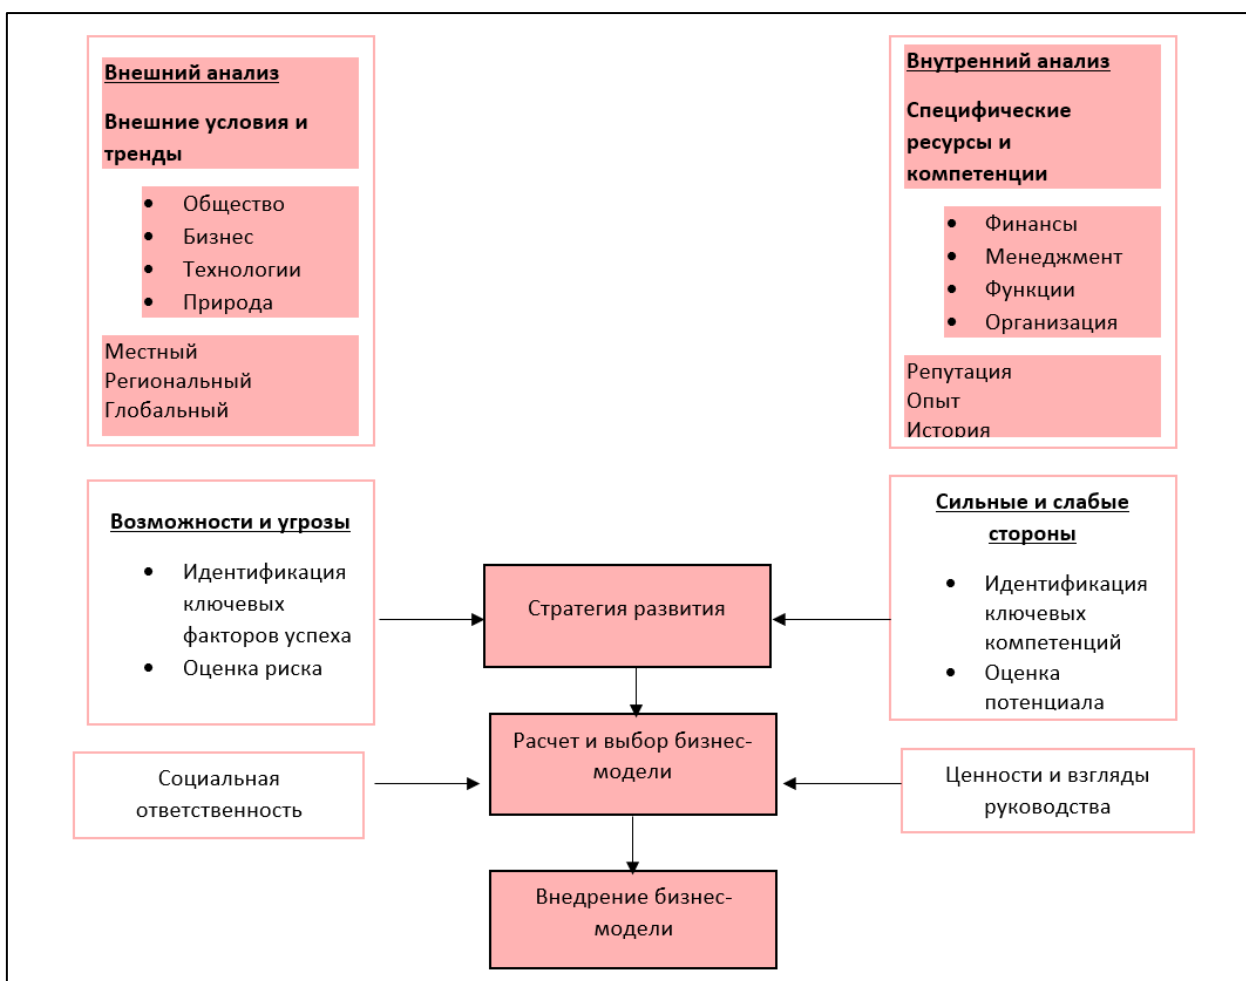 Внешний анализ
Внешние условия и
тренды
• Общество
• Бизнес
• Технологии
• Природа
Местный
Региональный
Глобальный
Внутренний анализ
Специфические
ресурсы и
компетенции
• Финансы
• Менеджмент
• Функции
• Организация
Репутация
Опыт
История
Возможности и угрозы
• Идентификация
ключевых
факторов успеха
• Оценка риска
Стратегия развития
Сильные и слабые
стороны
• Идентификация
ключевых
компетенций
• Оценка
потенциала
Социальная
ответственность
Расчет и выбор бизнес-
модели
Ценности и взгляды
руководства
Внедрение бизнес-
модели